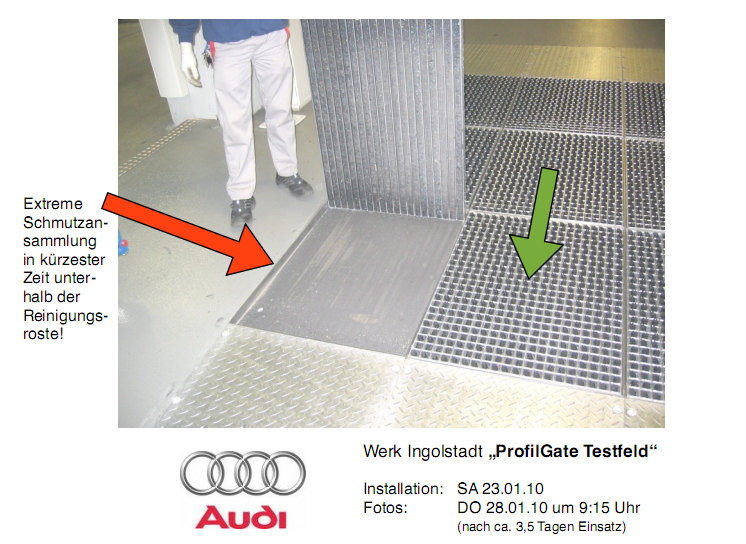 Extreme
Schmutzan-
sammlung
in kürzester
Zeit unter-
halb der
Reinigungs-
roste!
Werk Ingolstadt „ProfilGate Testfeld“
Installation: SA 23.01.10
Fotos: DO 28.01.10 um 9:15 Uhr
(nach ca. 3,5 Tagen Einsatz)
Audi